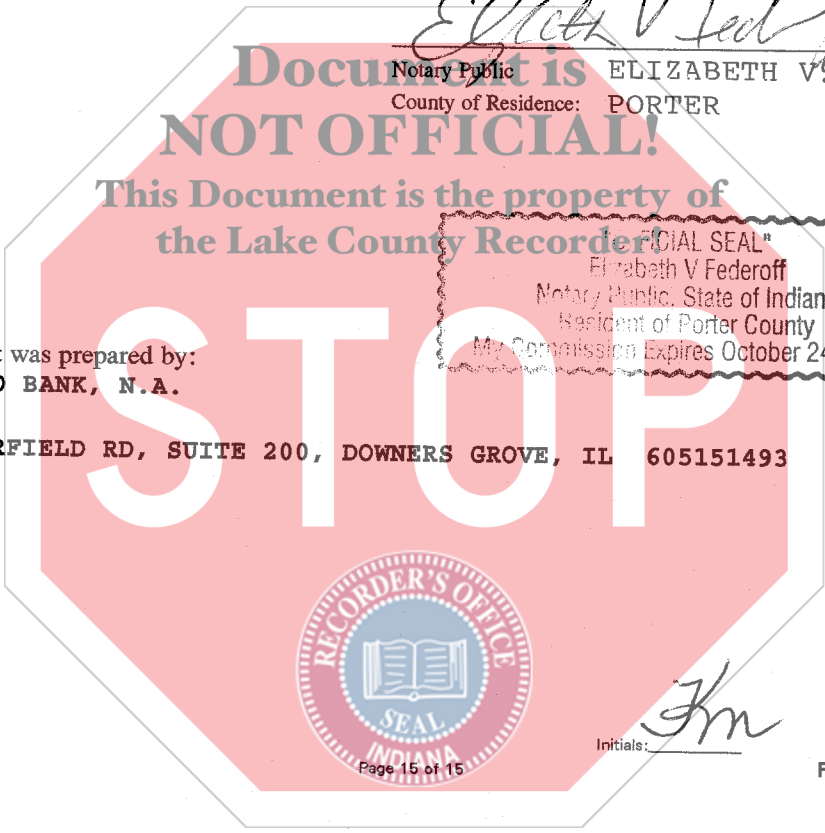 Document is
Notary Public ELIZABETH V.
County of Residence: PORTER
NOT OFFICIAL!
This Document is the property of
the Lake County Recorder!
FICIAL SEAL"
Elizabeth V Federoff
Notary Public, State of Indian
Resident of Porter County
My Commission Expires October 24
t was prepared by:
BANK, N.A.
RFIELD RD, SUITE 200, DOWNERS GROVE, IL 605151493
STOP
RECORDER'S OFFICE
SEAL
INDIANA
Initials:
Page 15 of 15